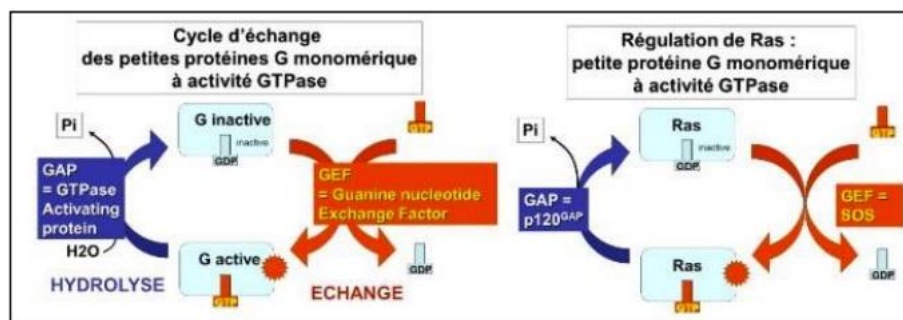 Cycle d'échange
des petites protéines G monomérique
à activité GTPase
Pi
G inactive
inactive
GDP
GTP
GAP
= GTPase
Activating
protein
H2O
GEF
= Guanine nucleotide
Exchange Factor
G active
GTP
GDP
HYDROLYSE
ECHANGE
Régulation de Ras :
petite protéine G monomérique
à activité GTPase
Pi
Ras
inactive
GDP
GTP
GAP =
p120GAP
GEF =
SOS
Ras
GTP
GDP